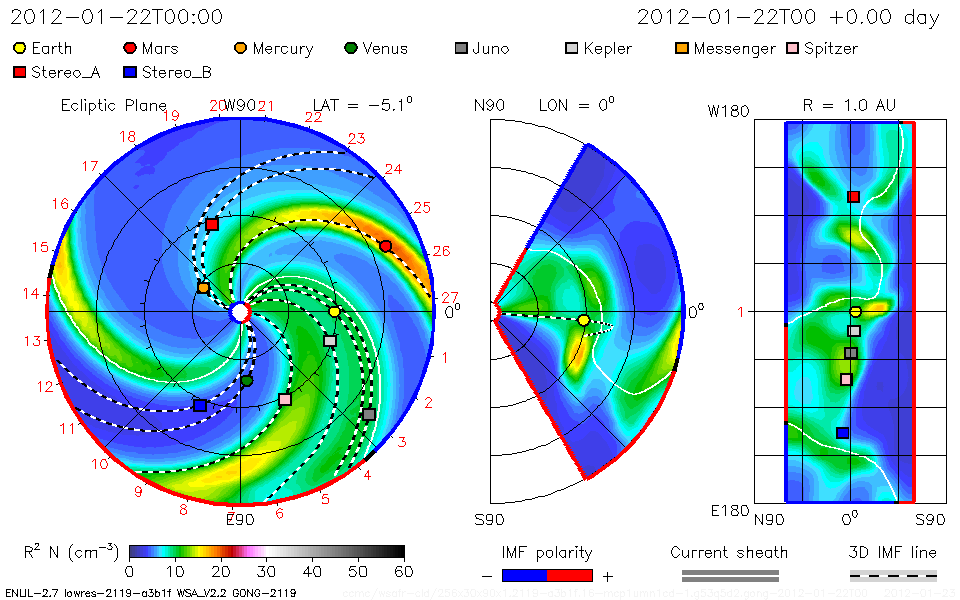 2012-01-22T00:00
2012-01-22T00 +0.00 day
Earth Mars Mercury Venus Juno Kepler Messenger Spitzer
Stereo_A Stereo_B
Ecliptic Plane
W90
LAT = -5.1°
N90
LON = 0°
W180
R = 1.0 AU
19 20 21 22
18 23
17 24
16 25
15 26
14 27
0°
0°
1
13 1
12 2
11 3
10 4
9 5
8 7 6
E90
S90
E180
N90 0° S90
R² N (cm⁻³)
0 10 20 30 40 50 60
IMF polarity
- +
Current sheath
3D IMF line
ENLIL-2.7 lowres-2119-a3b1f WSA_V2.2 GONG-2119